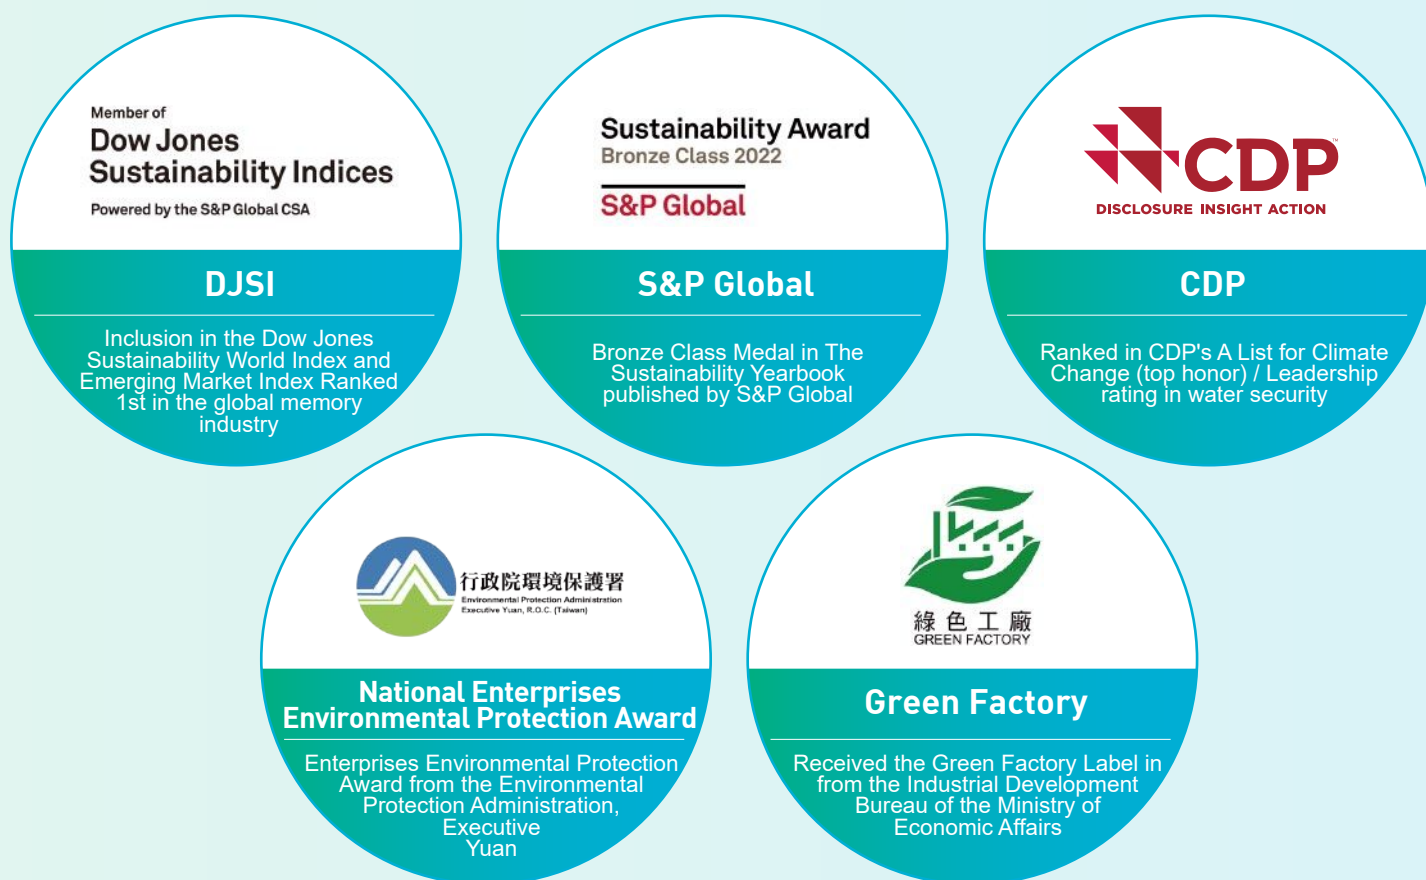 Member of
Dow Jones
Sustainability Indices
Powered by the S&P Global CSA
DJSI
Inclusion in the Dow Jones
Sustainability World Index and
Emerging Market Index Ranked
1st in the global memory
industry
Sustainability Award
Bronze Class 2022
S&P Global
S&P Global
Bronze Class Medal in The
Sustainability Yearbook
published by S&P Global
CDP
DISCLOSURE INSIGHT ACTION
CDP
Ranked in CDP's A List for Climate
Change (top honor) / Leadership
rating in water security
行政院環境保護署
Environmental Protection Administration
Executive Yuan, R.O.C. (Taiwan)
National Enterprises
Environmental Protection Award
Enterprises Environmental Protection
Award from the Environmental
Protection Administration,
Executive
Yuan
綠色工廠
GREEN FACTORY
Green Factory
Received the Green Factory Label in
from the Industrial Development
Bureau of the Ministry of
Economic Affairs